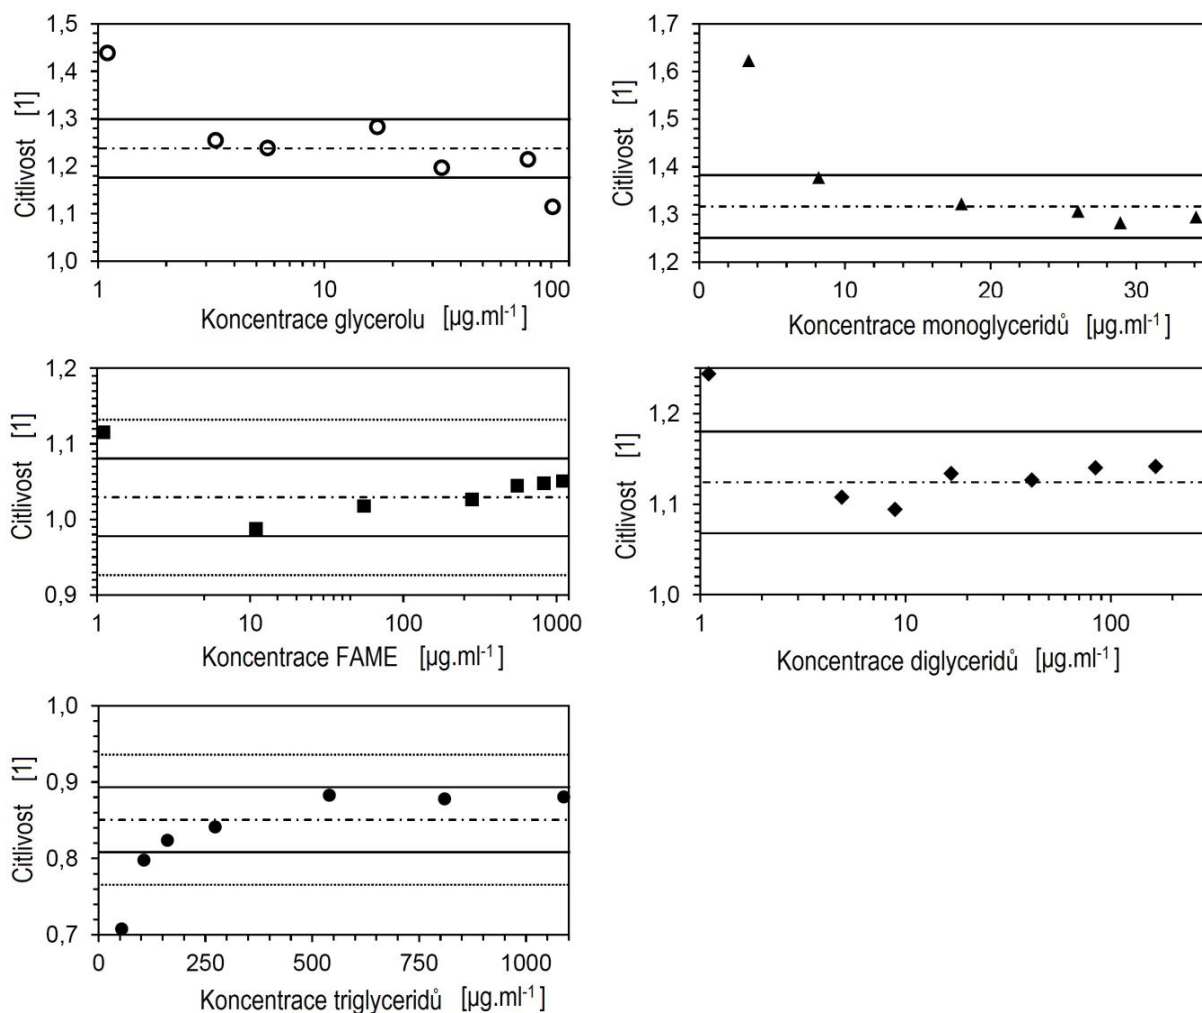 1,5
1,4
1,3
1,2
1,1
1,0
Citlivost [1]
1 10 100
Koncentrace glycerolu [µg.ml-1]
1,7
1,6
1,5
1,4
1,3
1,2
Citlivost [1]
0 10 20 30
Koncentrace monoglyceridů [µg.ml-1]
1,2
1,1
1,0
0,9
Citlivost [1]
1 10 100 1000
Koncentrace FAME [µg.ml-1]
1,2
1,1
1,0
Citlivost [1]
1 10 100
Koncentrace diglyceridů [µg.ml-1]
1,0
0,9
0,8
0,7
Citlivost [1]
0 250 500 750 1000
Koncentrace triglyceridů [µg.ml-1]